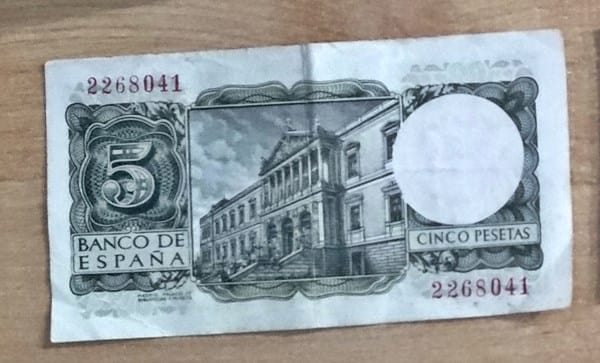 2268041
5
BANCO DE
ESPAÑA
CINCO PESETAS
2268041